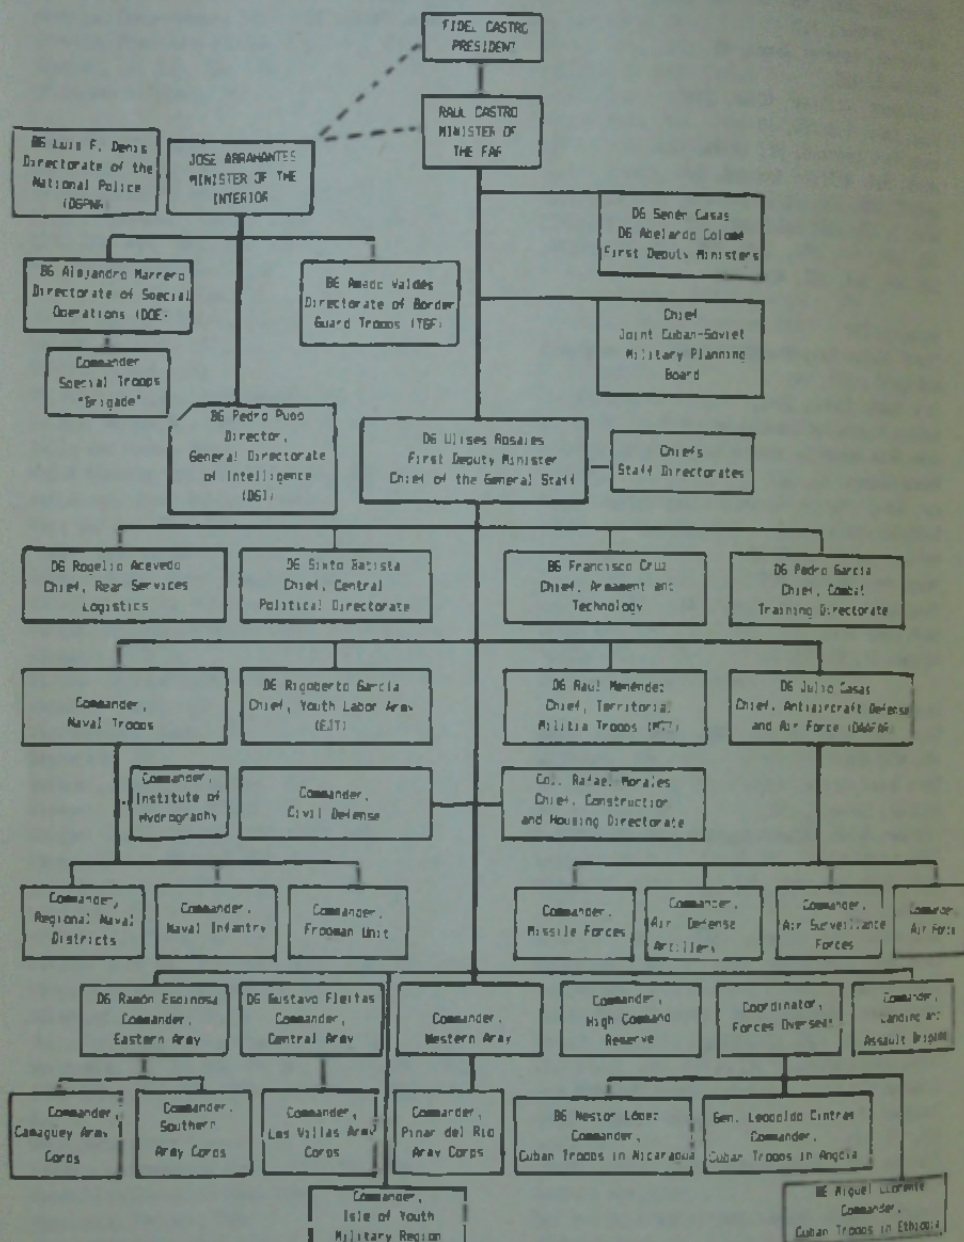 FIDEL CASTRO
PRESIDENT
RAUL CASTRO
MINISTER OF
THE FAR
BG Luis F. Denis
Directorate of the
National Police
(DGPNR)
JOSE ABRAHANTES
MINISTER OF THE
INTERIOR
DG Senén Casas
DG Abelardo Colomé
First Deputy Ministers
BG Alejandro Marrero
Directorate of Special
Operations (DOE)
BG Amado Valdés
Directorate of Border
Guard Troops (TGF)
Chief
Joint Cuban-Soviet
Military Planning
Board
Commander
Special Troops
"Brigade"
BG Pedro Pupo
Director,
General Directorate
of Intelligence
(DGI)
DG Ulises Rosales
First Deputy Minister
Chief of the General Staff
Chiefs
Staff Directorates
DG Rogelio Acevedo
Chief, Rear Services
Logistics
DG Sixto Batista
Chief, Central
Political Directorate
BG Francisco Cruz
Chief, Armament and
Technology
DG Pedro García
Chief, Combat
Training Directorate
Commander,
Naval Troops
DG Rigoberto García
Chief, Youth Labor Army
(EJT)
DG Raúl Menéndez
Chief, Territorial
Militia Troops (MTT)
DG Julio Casas
Chief, Antiaircraft Defense
and Air Force (DAAFAR)
Commander,
Institute of
Hydrography
Commander,
Civil Defense
Col. Rafael Morales
Chief, Construction
and Housing Directorate
Commander,
Regional Naval
Districts
Commander,
Naval Infantry
Commander,
Frogman Unit
Commander,
Missile Forces
Commander,
Air Defense
Artillery
Commander,
Air Surveillance
Forces
Commander,
Air Force
DG Ramón Espinosa
Commander,
Eastern Army
DG Gustavo Fleitas
Commander,
Central Army
Commander,
Western Army
Commander,
High Command
Reserve
Coordinator,
Forces Overseas
Commander,
Landing and
Assault Brigade
Commander,
Camaguey Army
Corps
Commander,
Southern
Army Corps
Commander,
Las Villas Army
Corps
Commander,
Pinar del Rio
Army Corps
BG Nestor López
Commander,
Cuban Troops in Nicaragua
Gen. Leopoldo Cintras
Commander,
Cuban Troops in Angola
Commander,
Isle of Youth
Military Region
BG Miguel Llorente
Commander,
Cuban Troops in Ethiopia